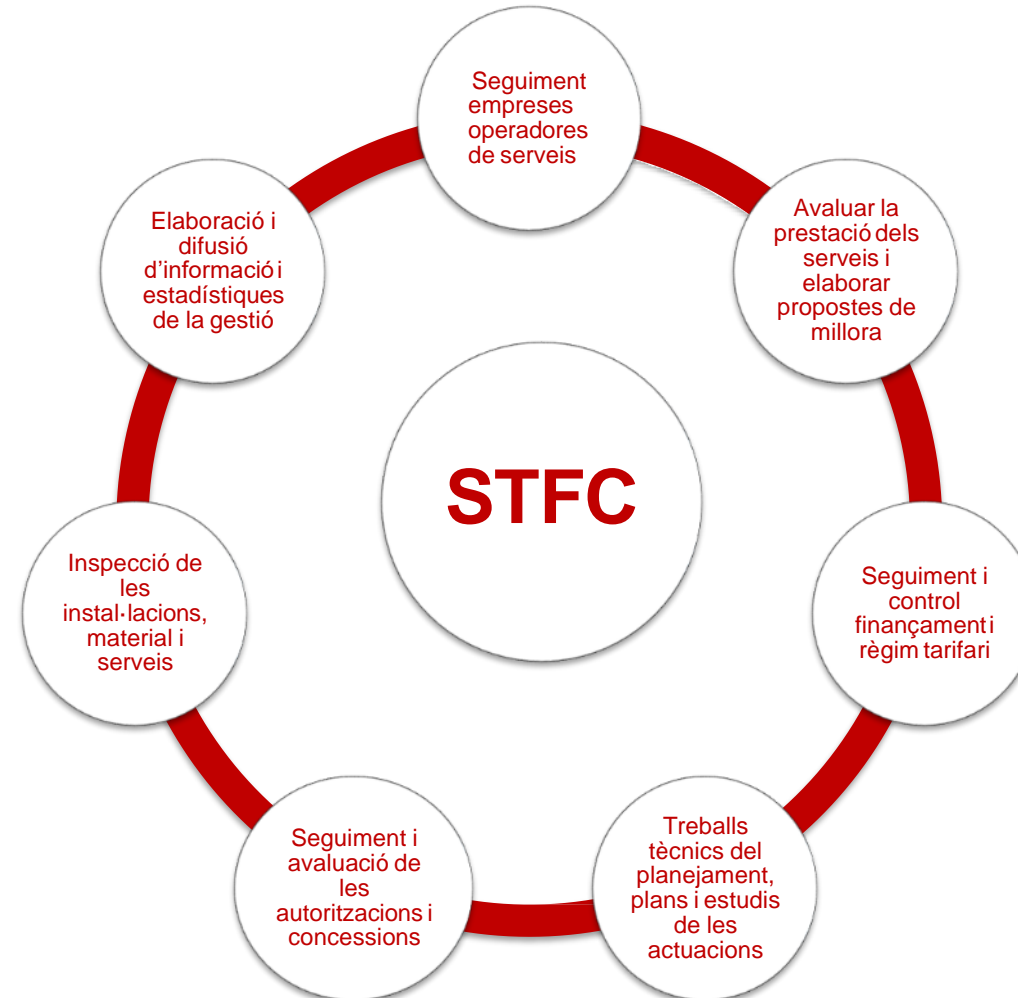 Seguiment
empreses
operadores
de serveis
Avaluar la
prestació dels
serveis i
elaborar
propostes de
millora
Seguiment i
control
finançament i
règim tarifari
Treballs
tècnics del
planejament,
plans i estudis
de les
actuacions
Seguiment i
avaluació de
les
autoritzacions i
concessions
Inspecció de
les
instal·lacions,
material i
serveis
Elaboració i
difusió
d’informació i
estadístiques
de la gestió
STFC